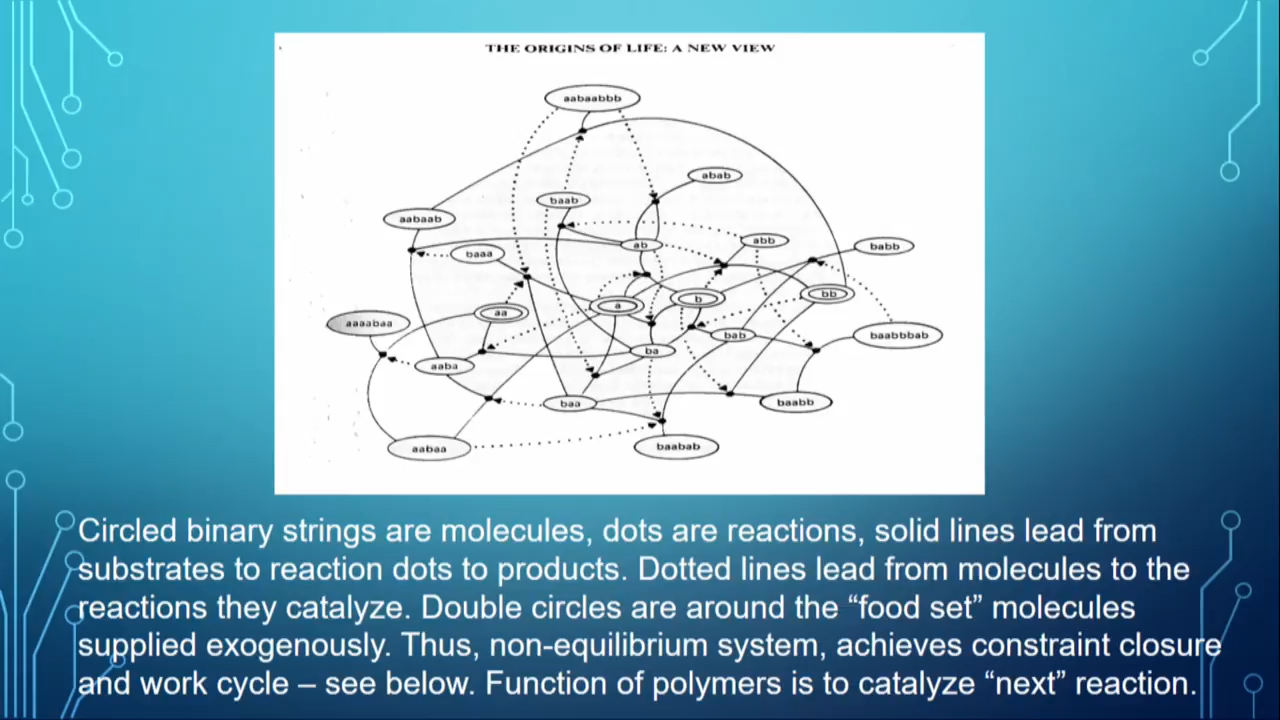 THE ORIGINS OF LIFE: A NEW VIEW
aabaabbb
abab
baab
aabaab
ab
abb
babb
baaa
a
b
bb
aa
aaaabaa
bab
baabbbab
ba
aaba
baa
baabb
aabaa
baabab
Circled binary strings are molecules, dots are reactions, solid lines lead from
substrates to reaction dots to products. Dotted lines lead from molecules to the
reactions they catalyze. Double circles are around the “food set” molecules
supplied exogenously. Thus, non-equilibrium system, achieves constraint closure
and work cycle – see below. Function of polymers is to catalyze “next” reaction.